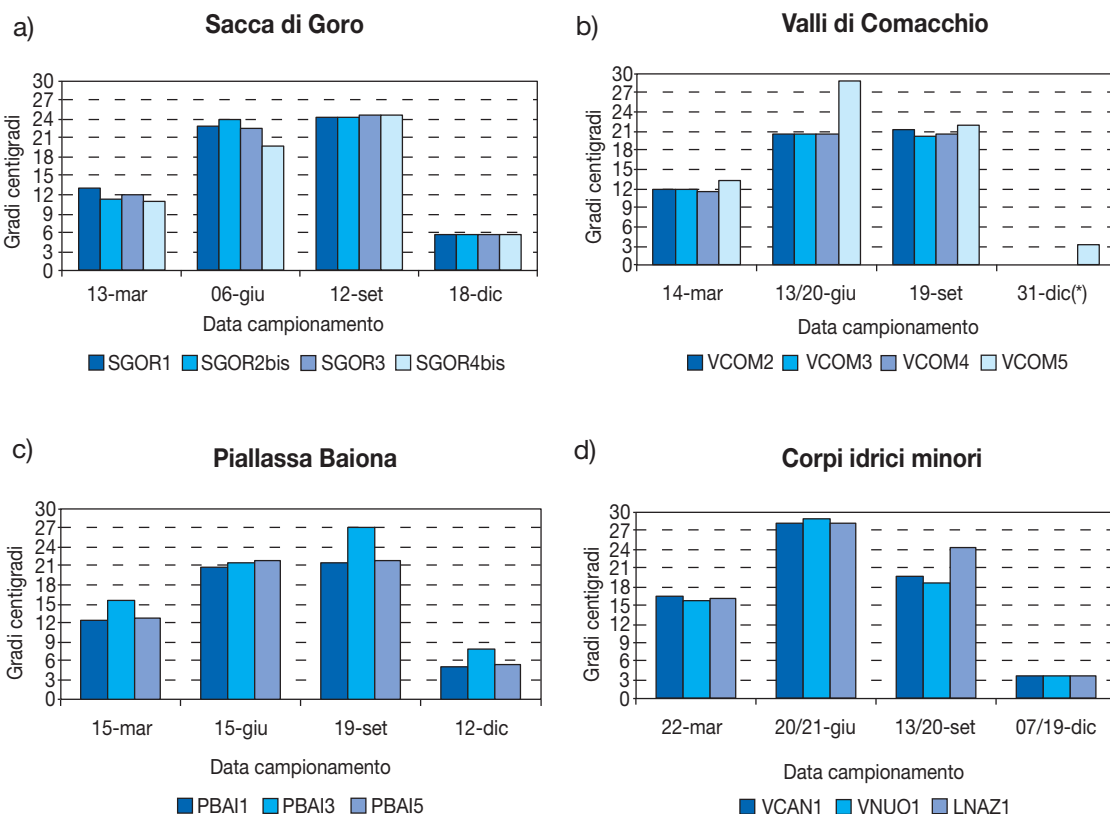 a)
Sacca di Goro
Gradi centigradi
30
27
24
21
18
15
12
9
6
3
0
13-mar 06-giu 12-set 18-dic
Data campionamento
SGOR1 SGOR2bis SGOR3 SGOR4bis
b)
Valli di Comacchio
Gradi centigradi
30
27
24
21
18
15
12
9
6
3
0
14-mar 13/20-giu 19-set 31-dic(*)
Data campionamento
VCOM2 VCOM3 VCOM4 VCOM5
c)
Piallassa Baiona
Gradi centigradi
30
27
24
21
18
15
12
9
6
3
0
15-mar 15-giu 19-set 12-dic
Data campionamento
PBAI1 PBAI3 PBAI5
d)
Corpi idrici minori
Gradi centigradi
30
27
24
21
18
15
12
9
6
3
0
22-mar 20/21-giu 13/20-set 07/19-dic
Data campionamento
VCAN1 VNUO1 LNAZ1